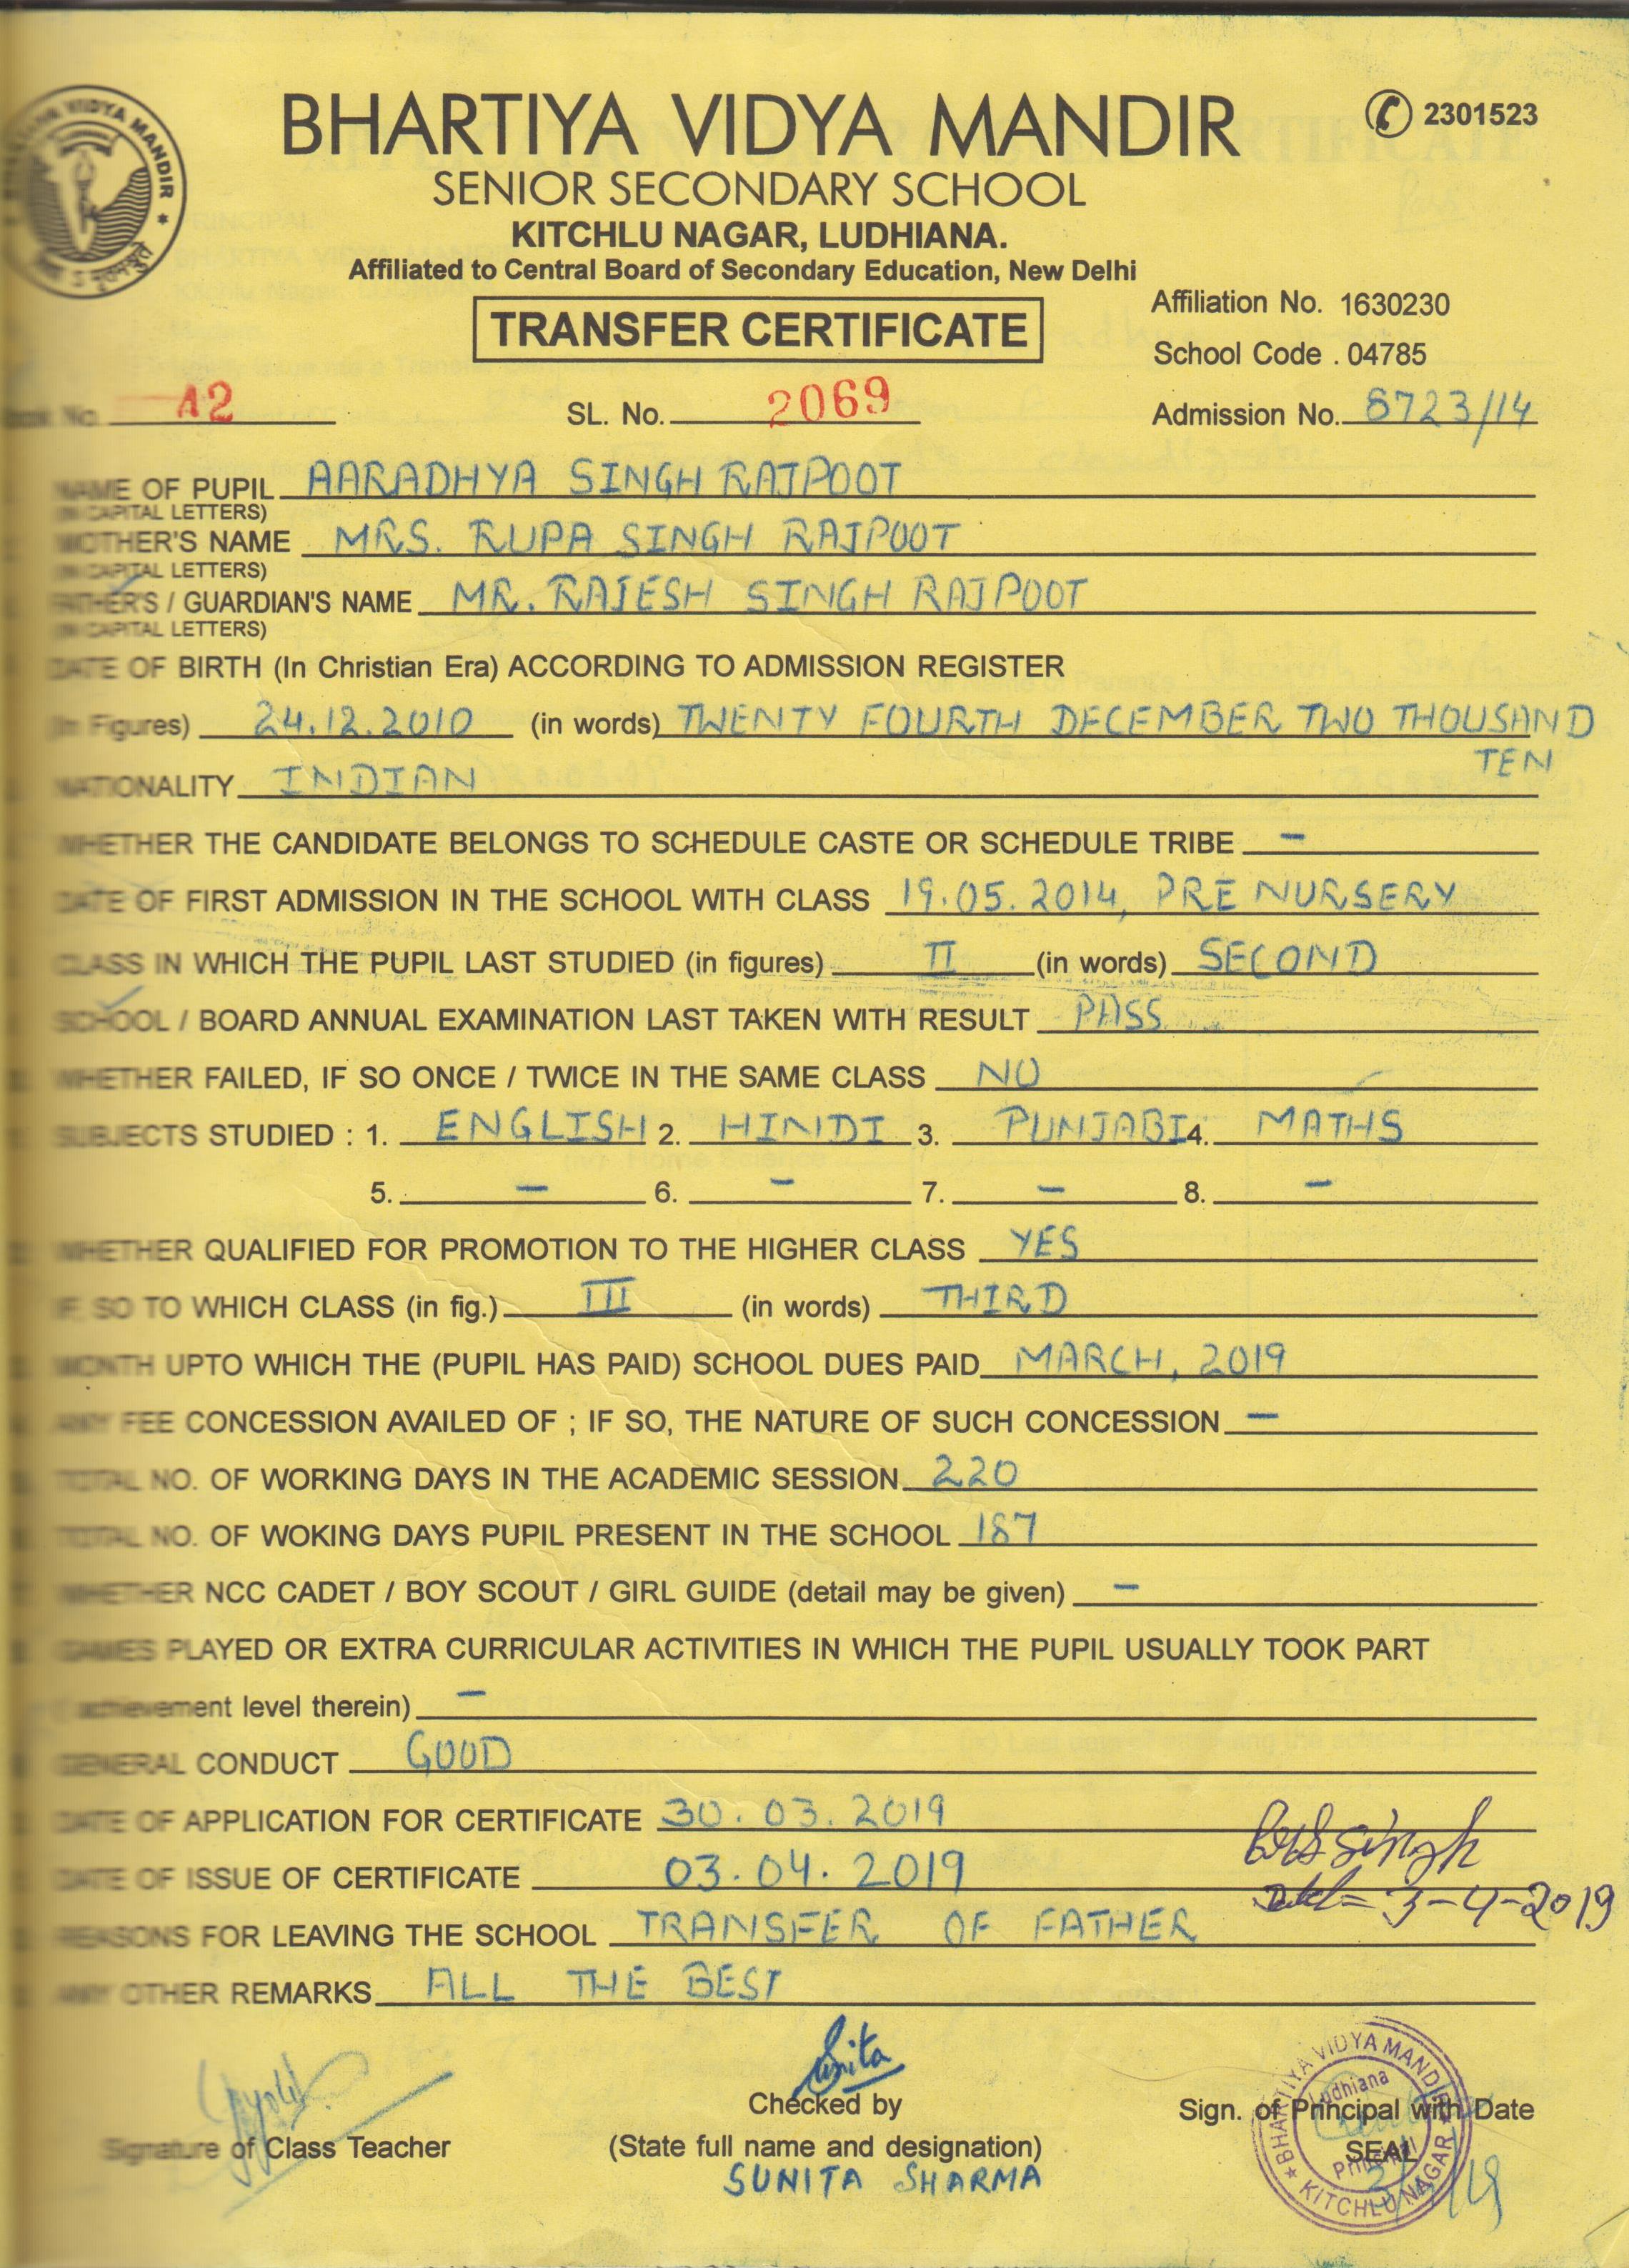 BHARTIYA VIDYA MANDIR
2301523
SENIOR SECONDARY SCHOOL
KITCHLU NAGAR, LUDHIANA.
Affiliated to Central Board of Secondary Education, New Delhi
TRANSFER CERTIFICATE
Affiliation No. 1630230
School Code . 04785
No. A2 SL. No. 2069 Admission No. 6723/14
NAME OF PUPIL AARADHYA SINGH RAJPOOT
(IN CAPITAL LETTERS)
MOTHER'S NAME MRS. RUPA SINGH RAJPOOT
(IN CAPITAL LETTERS)
FATHER'S / GUARDIAN'S NAME MR. RAJESH SINGH RAJPOOT
(IN CAPITAL LETTERS)
DATE OF BIRTH (In Christian Era) ACCORDING TO ADMISSION REGISTER
(In Figures) 24.12.2010 (in words) TWENTY FOURTH DECEMBER TWO THOUSAND
TEN
NATIONALITY INDIAN
WHETHER THE CANDIDATE BELONGS TO SCHEDULE CASTE OR SCHEDULE TRIBE -
DATE OF FIRST ADMISSION IN THE SCHOOL WITH CLASS 19.05.2014, PRE NURSERY
CLASS IN WHICH THE PUPIL LAST STUDIED (in figures) II (in words) SECOND
SCHOOL / BOARD ANNUAL EXAMINATION LAST TAKEN WITH RESULT PASS
WHETHER FAILED, IF SO ONCE / TWICE IN THE SAME CLASS NO
SUBJECTS STUDIED : 1. ENGLISH 2. HINDI 3. PUNJABI 4. MATHS
5. - 6. - 7. - 8. -
WHETHER QUALIFIED FOR PROMOTION TO THE HIGHER CLASS YES
IF, SO TO WHICH CLASS (in fig.) III (in words) THIRD
MONTH UPTO WHICH THE (PUPIL HAS PAID) SCHOOL DUES PAID MARCH, 2019
ANY FEE CONCESSION AVAILED OF ; IF SO, THE NATURE OF SUCH CONCESSION -
TOTAL NO. OF WORKING DAYS IN THE ACADEMIC SESSION 220
TOTAL NO. OF WOKING DAYS PUPIL PRESENT IN THE SCHOOL 187
WHETHER NCC CADET / BOY SCOUT / GIRL GUIDE (detail may be given) -
GAMES PLAYED OR EXTRA CURRICULAR ACTIVITIES IN WHICH THE PUPIL USUALLY TOOK PART
achievement level therein) -
GENERAL CONDUCT GOOD
DATE OF APPLICATION FOR CERTIFICATE 30.03.2019
singh
DATE OF ISSUE OF CERTIFICATE 03.04.2019
3-4-2019
REASONS FOR LEAVING THE SCHOOL TRANSFER OF FATHER
ANY OTHER REMARKS ALL THE BEST
Jyoti
Signature of Class Teacher
Sunita
Checked by
(State full name and designation)
SUNITA SHARMA
Sign. of Principal with Date
SEAL
BHARTIYA VIDYA MANDIR
KITCHLU NAGAR
Ludhiana
Principal